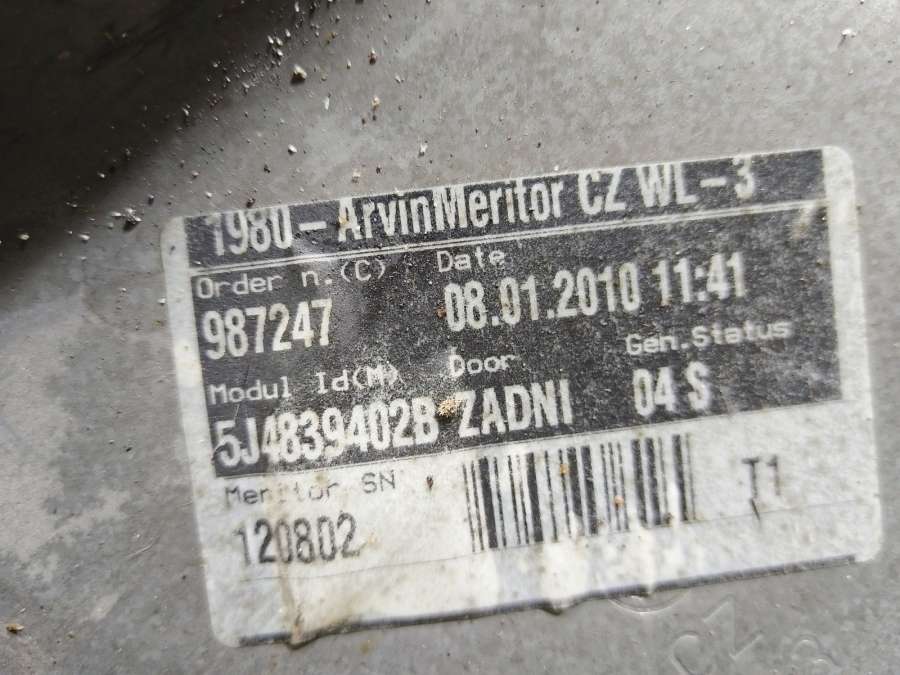 1980 - ArvinMeritor CZ WL-3
Order n.(C) Date
987247 08.01.2010 11:41
Modul Id(M) Door Gen.Status
5J4839402B ZADNI 04 S
Meritor SN T1
120802